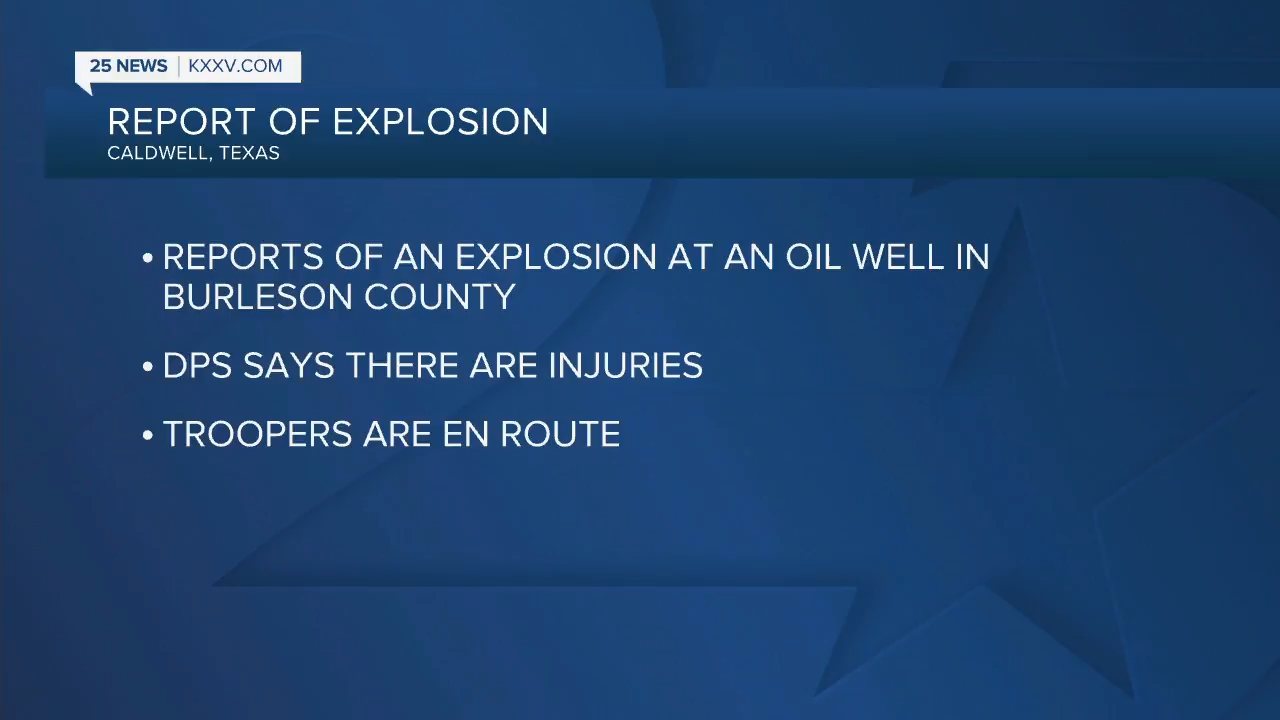 25 NEWS | KXXV.COM
REPORT OF EXPLOSION
CALDWELL, TEXAS
• REPORTS OF AN EXPLOSION AT AN OIL WELL IN
BURLESON COUNTY
• DPS SAYS THERE ARE INJURIES
• TROOPERS ARE EN ROUTE